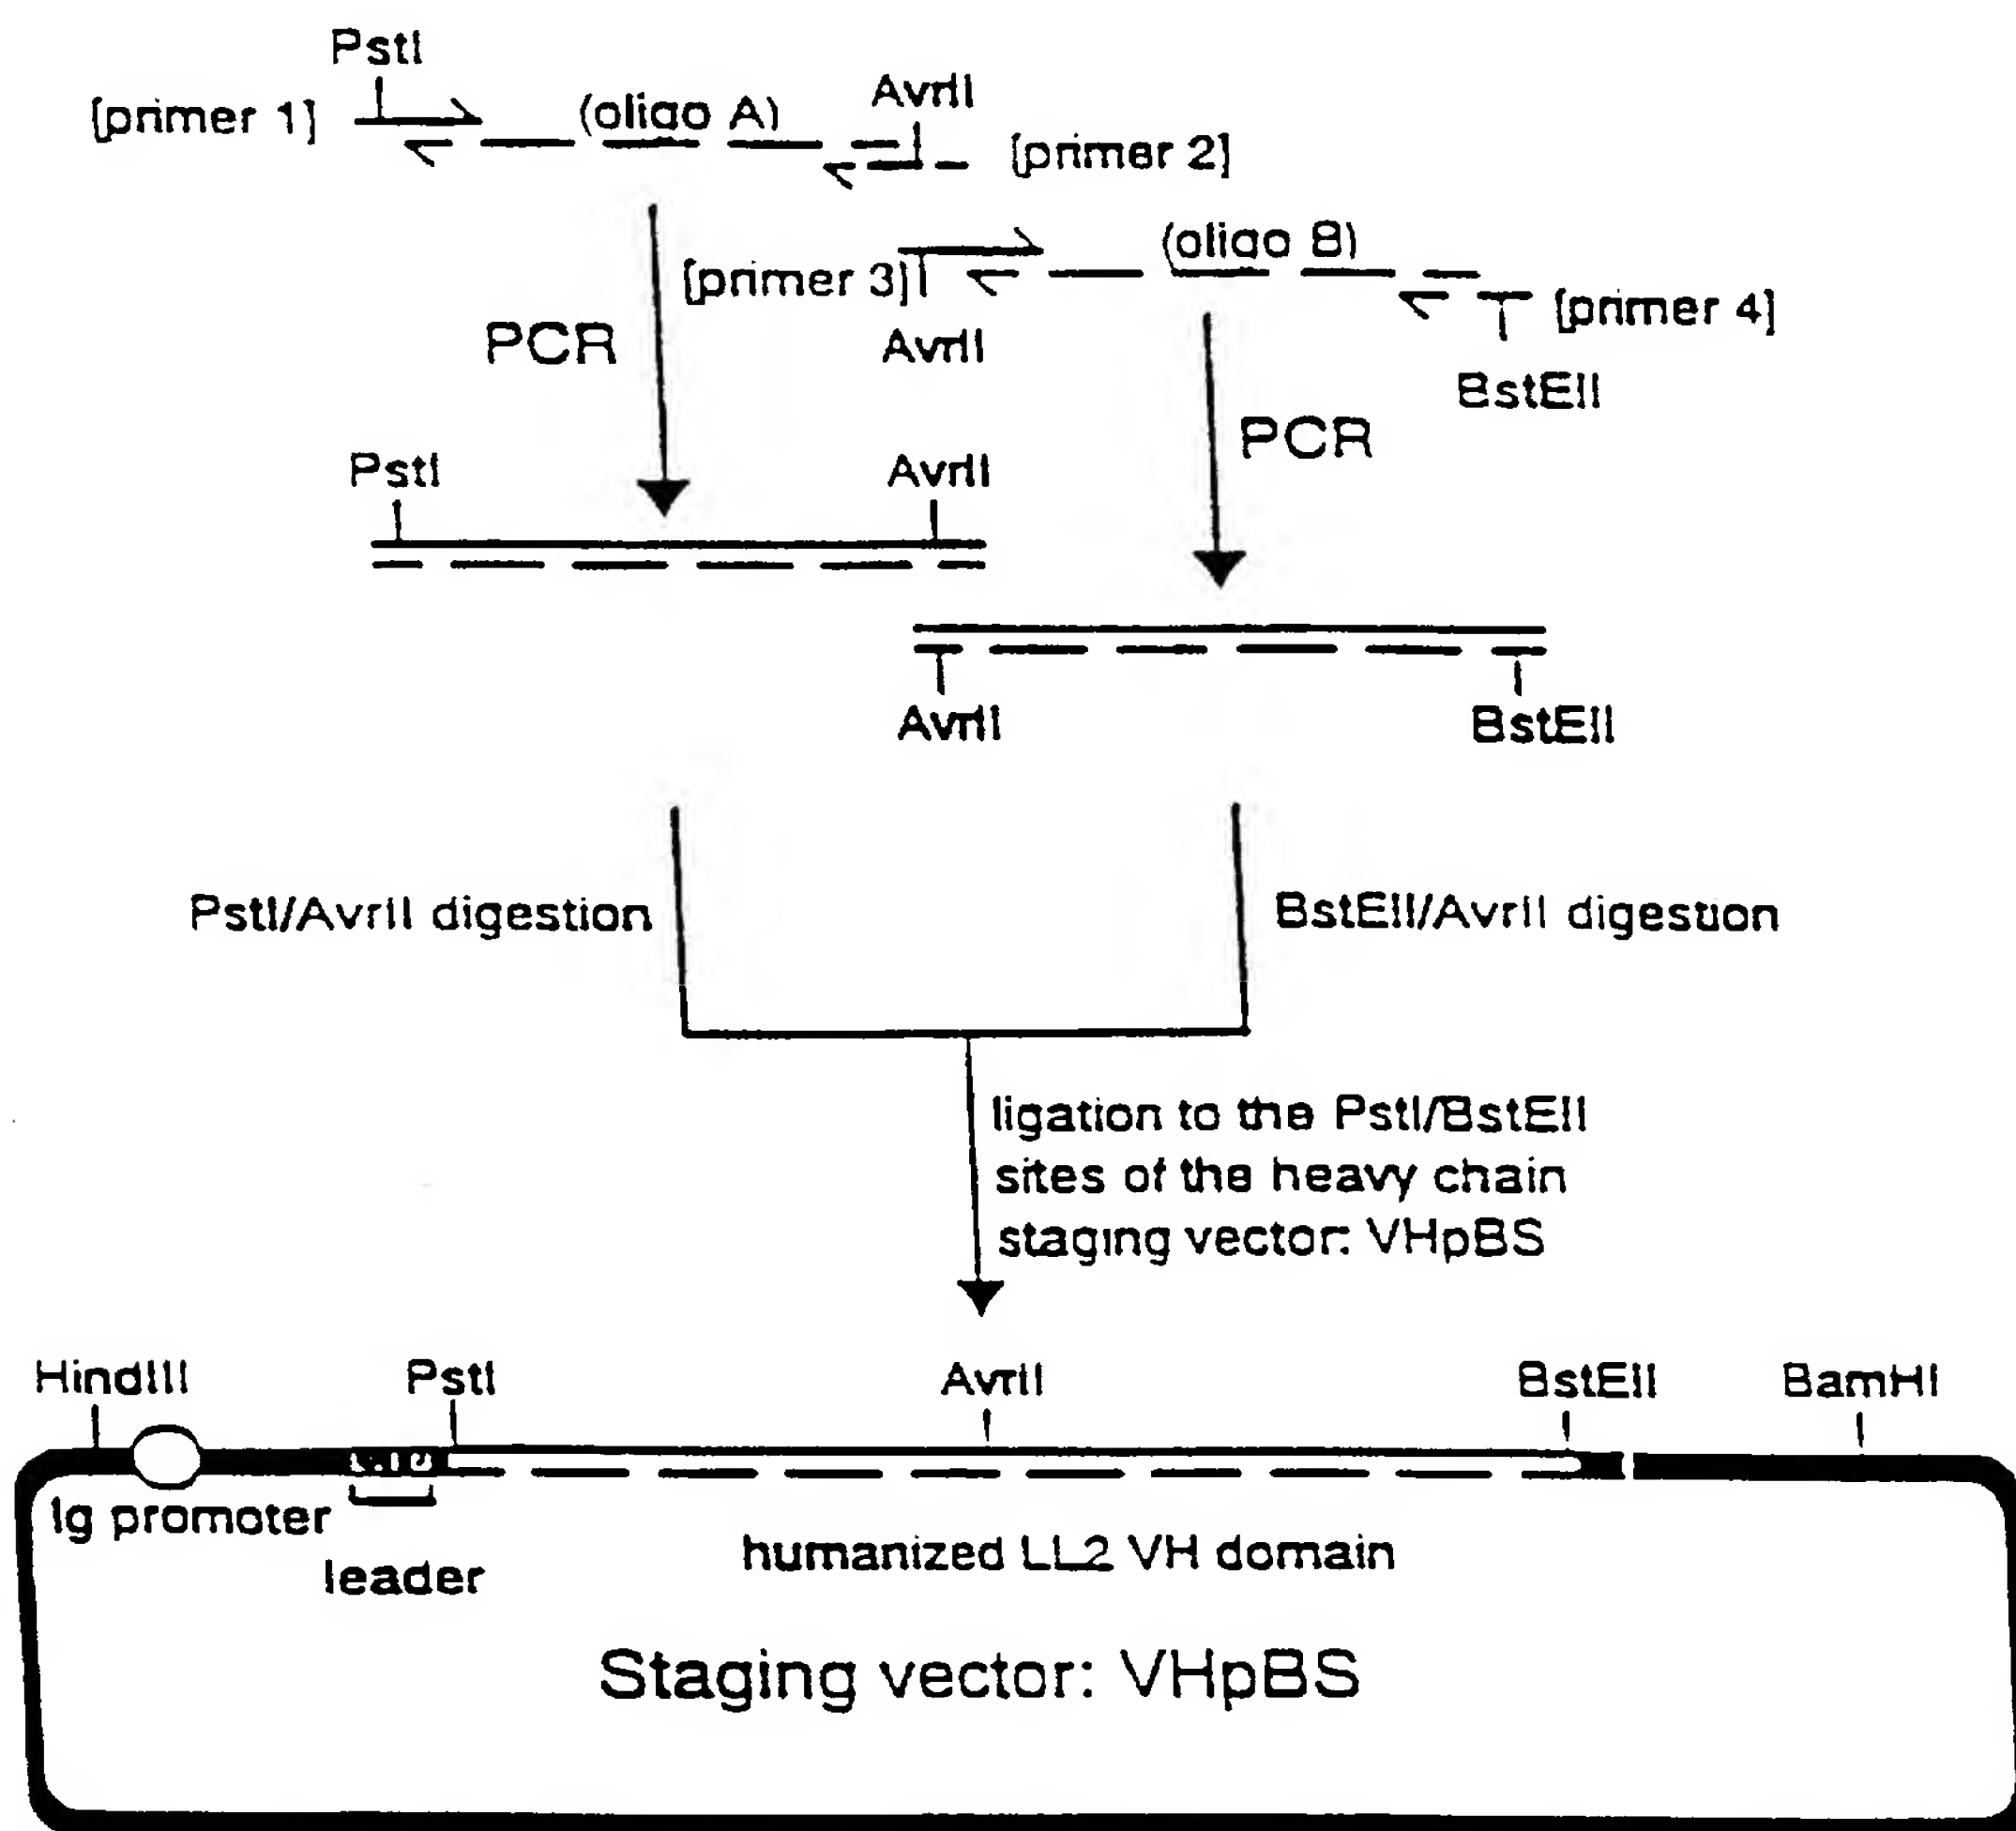 PstI
[primer 1]
(oligo A)
AvrII
[primer 2]
[primer 3]
(oligo B)
[primer 4]
AvrII
BstEII
PCR
PCR
PstI
AvrII
AvrII
BstEII
PstI/AvrII digestion
BstEII/AvrII digestion
ligation to the PstI/BstEII
sites of the heavy chain
staging vector: VHpBS
HindIII
PstI
AvrII
BstEII
BamHI
Ig promoter
leader
humanized LL2 VH domain
Staging vector: VHpBS